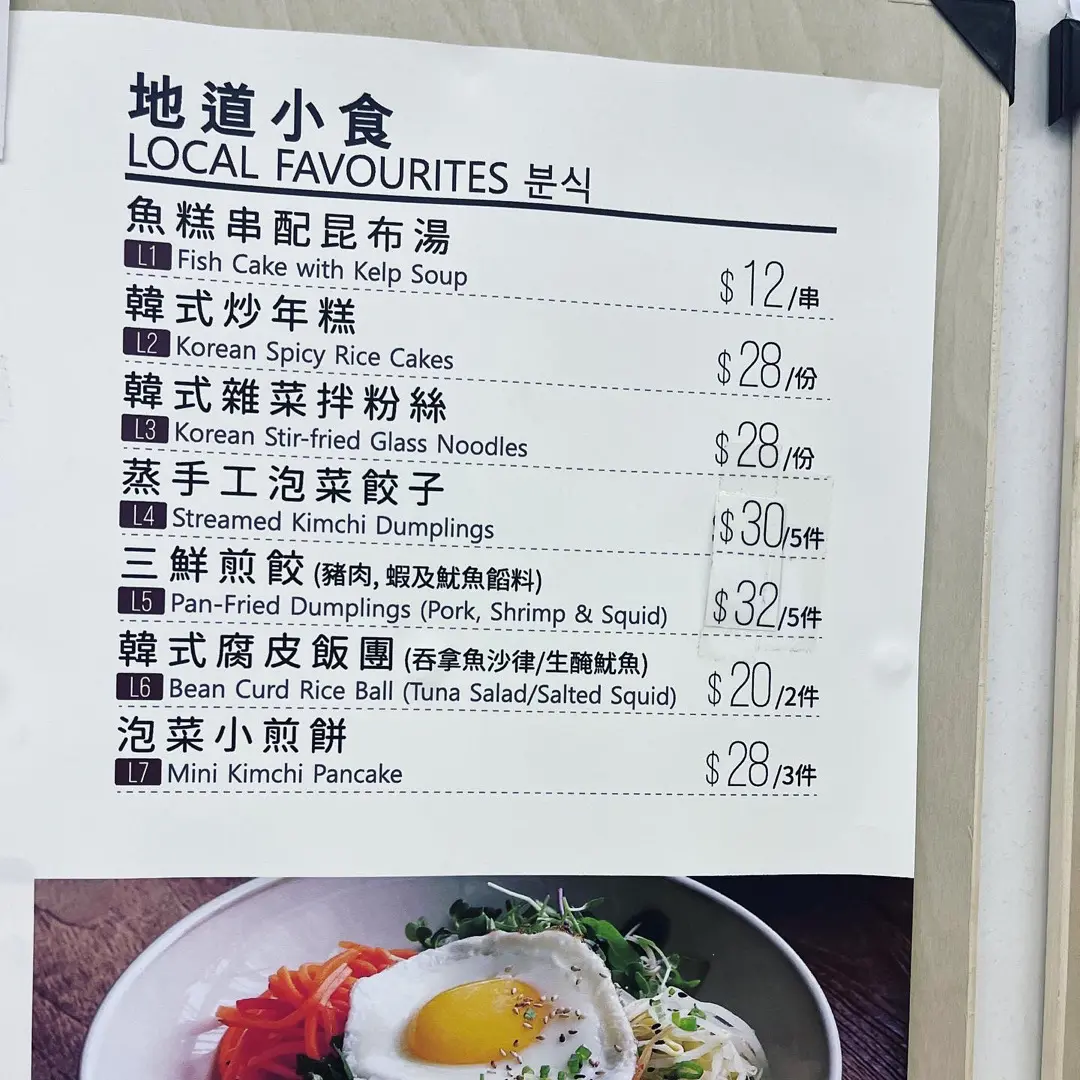 地道小食
LOCAL FAVOURITES 분식
魚糕串配昆布湯
L1 Fish Cake with Kelp Soup $12/串
韓式炒年糕
L2 Korean Spicy Rice Cakes $28/份
韓式雜菜拌粉絲
L3 Korean Stir-fried Glass Noodles $28/份
蒸手工泡菜餃子
L4 Streamed Kimchi Dumplings $30/5件
三鮮煎餃 (豬肉, 蝦及魷魚餡料)
L5 Pan-Fried Dumplings (Pork, Shrimp & Squid) $32/5件
韓式腐皮飯團 (吞拿魚沙律/生醃魷魚)
L6 Bean Curd Rice Ball (Tuna Salad/Salted Squid) $20/2件
泡菜小煎餅
L7 Mini Kimchi Pancake $28/3件